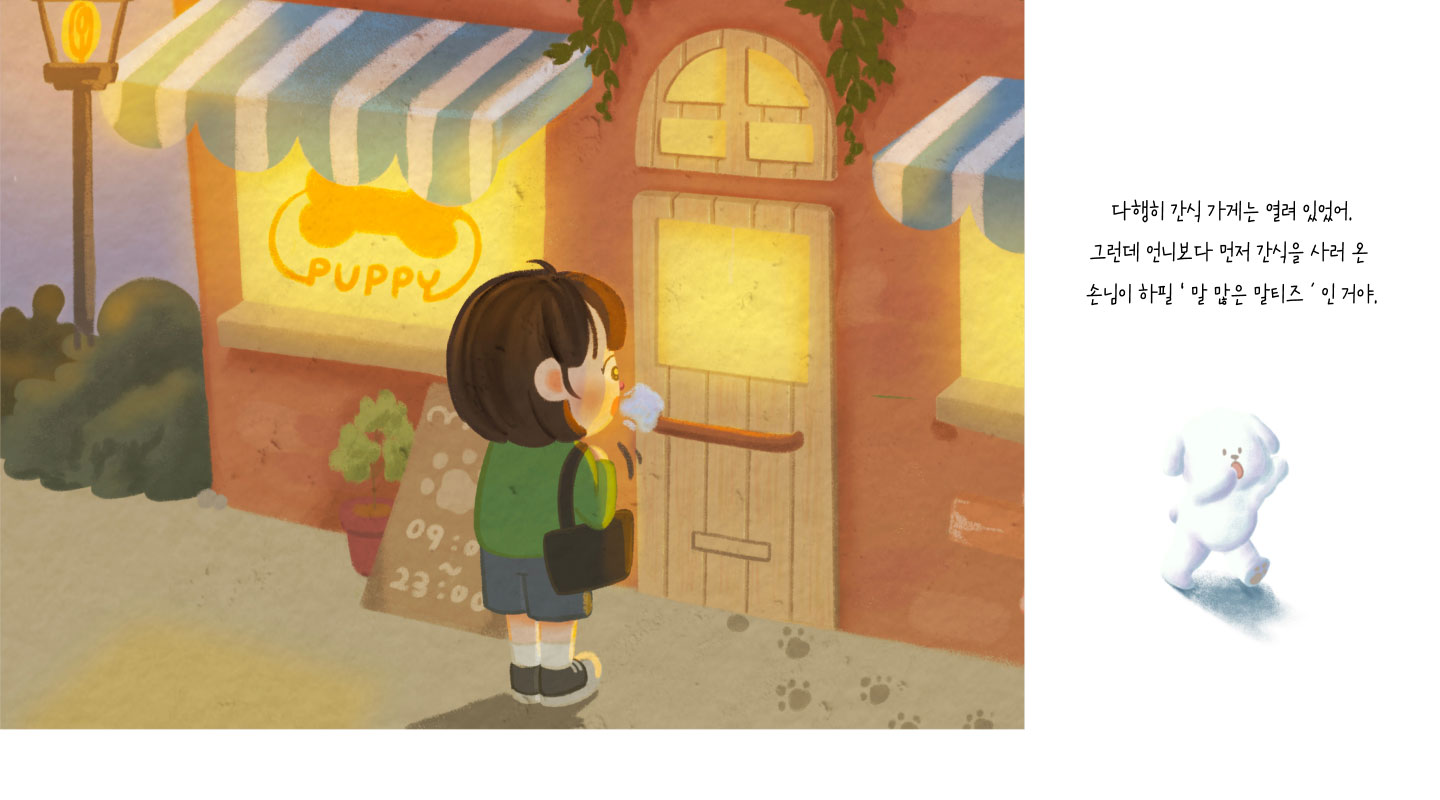 PUPPY
09:0
~
23:00
다행히 간식 가게는 열려 있었어.
그런데 언니보다 먼저 간식을 사러 온
손님이 하필 ‘ 말 많은 말티즈 ’ 인 거야.